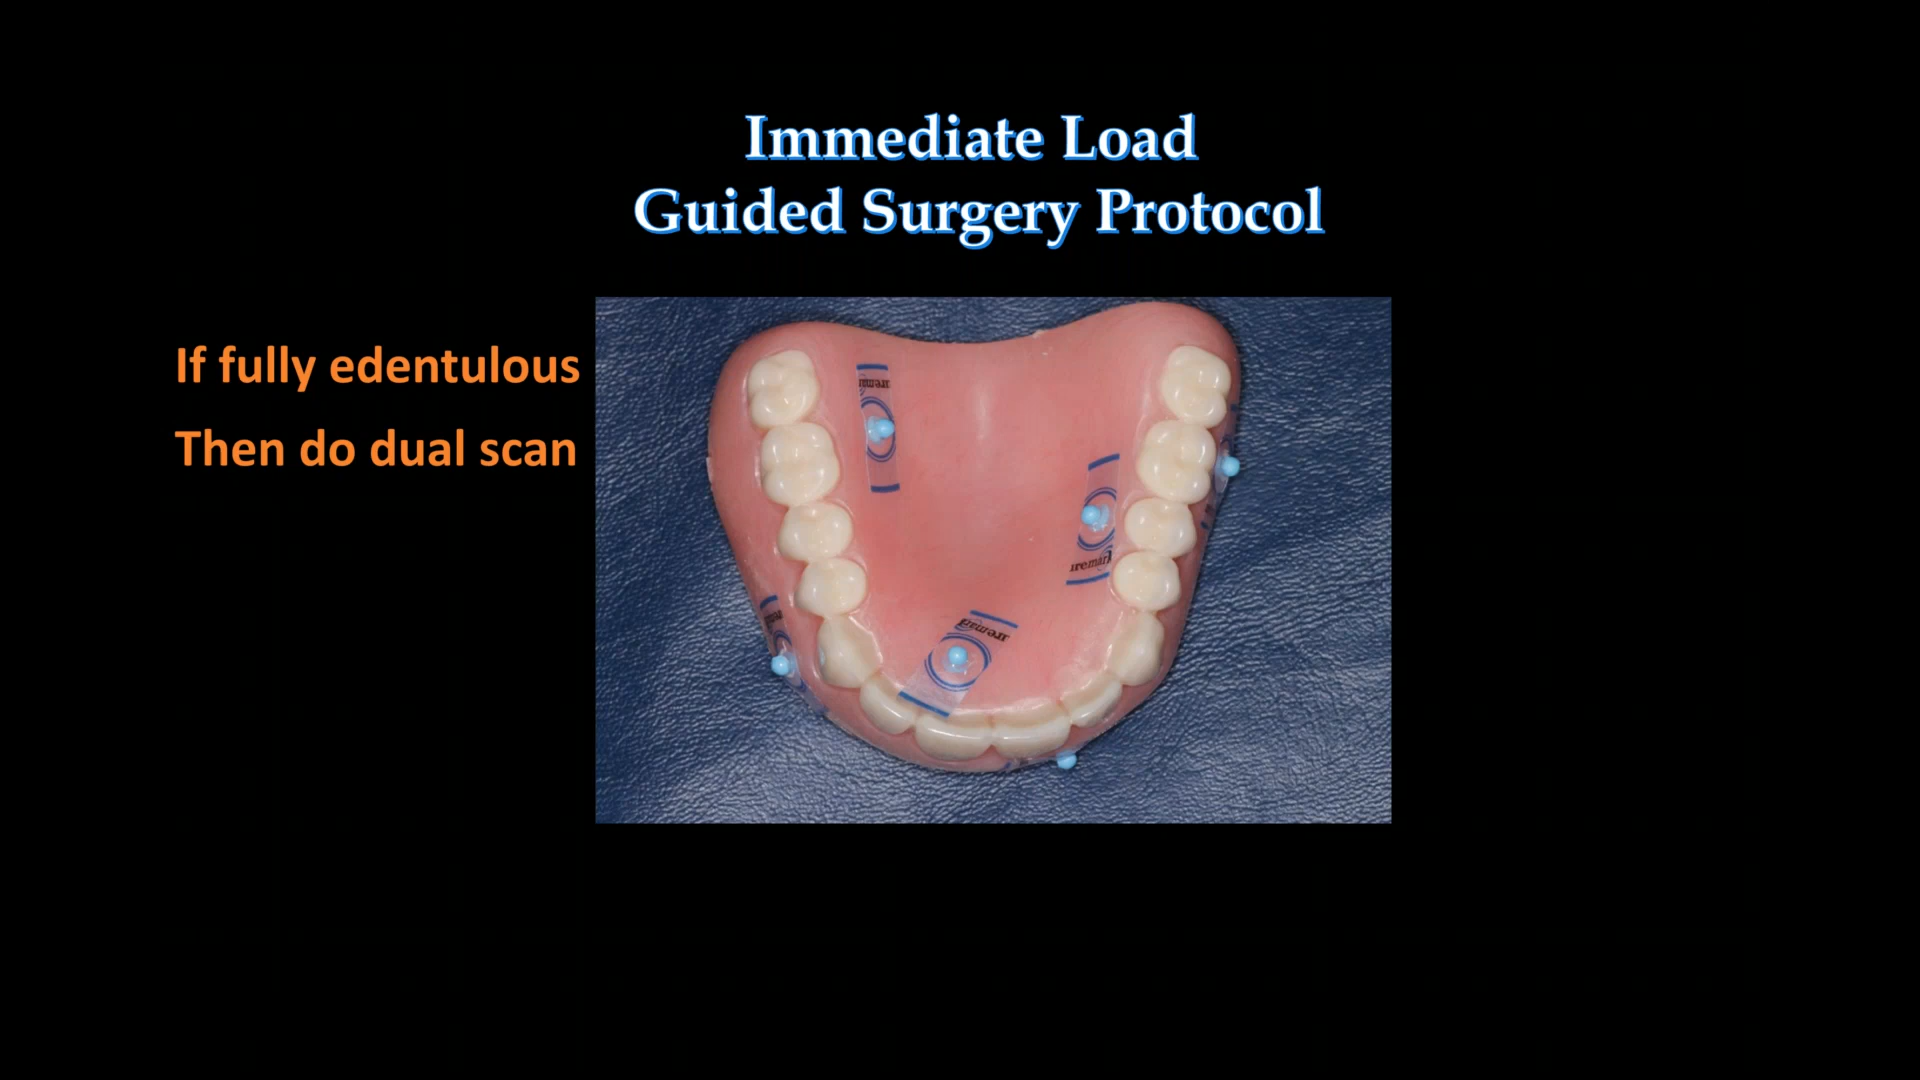 Immediate Load
Guided Surgery Protocol
If fully edentulous
Then do dual scan